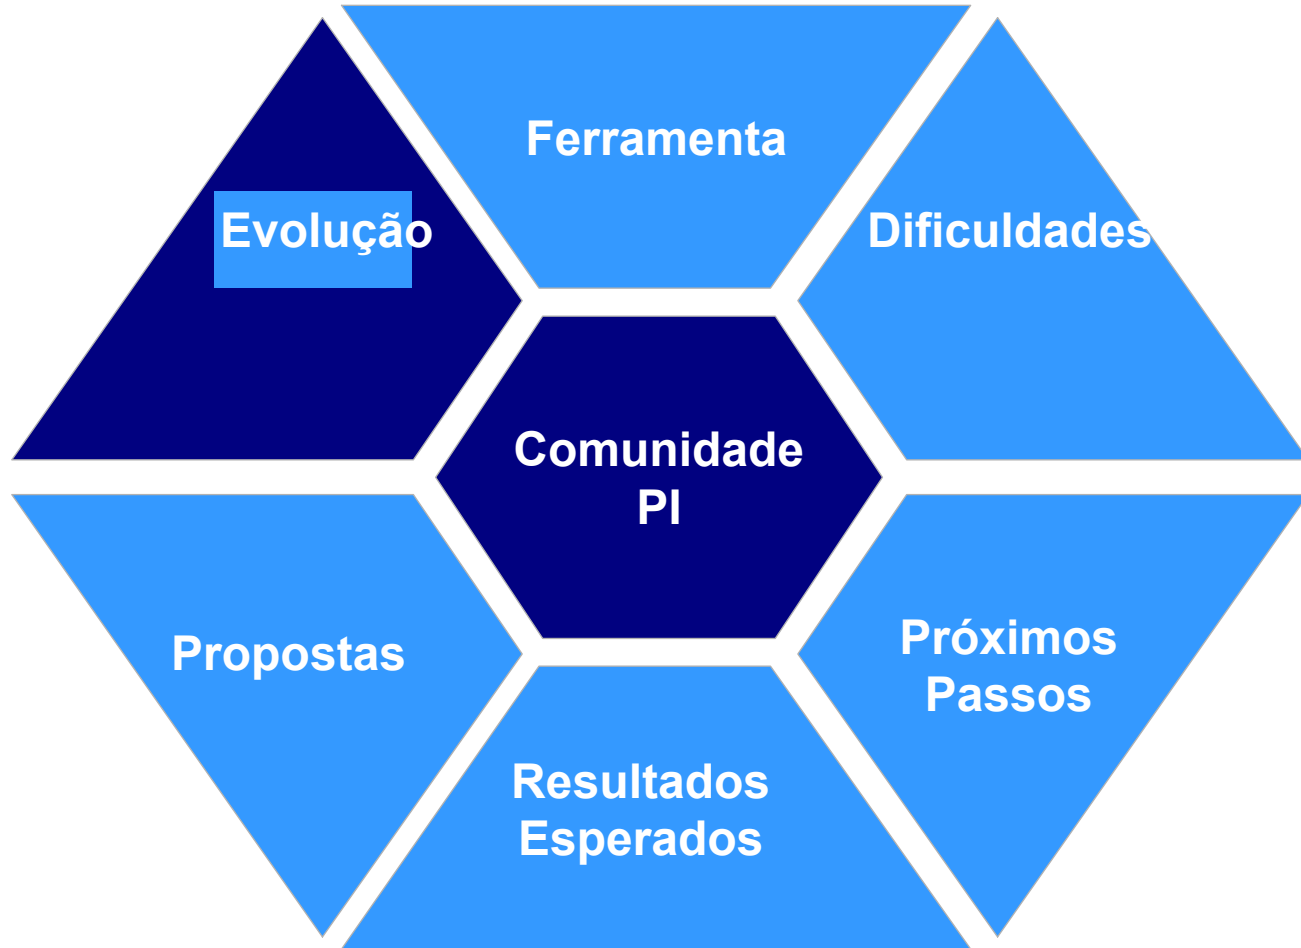 Ferramenta
Evolução
Dificuldades
Comunidade
PI
Propostas
Próximos
Passos
Resultados
Esperados